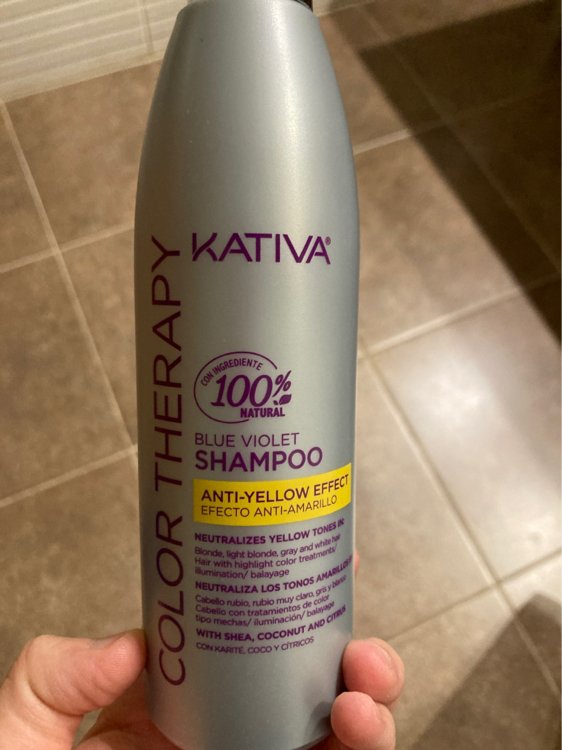 COLOR THERAPY
KATIVA®
CON INGREDIENTE
100%
NATURAL
BLUE VIOLET
SHAMPOO
ANTI-YELLOW EFFECT
EFECTO ANTI-AMARILLO
NEUTRALIZES YELLOW TONES IN:
Blonde, light blonde, gray and white hair
Hair with highlight color treatments/
illumination/ balayage
NEUTRALIZA LOS TONOS AMARILLOS
Cabello rubio, rubio muy claro, gris y blanco
Cabello con tratamientos de color
tipo mechas/ iluminación/ balayage
WITH SHEA, COCONUT AND CITRUS
CON KARITÉ, COCO Y CÍTRICOS